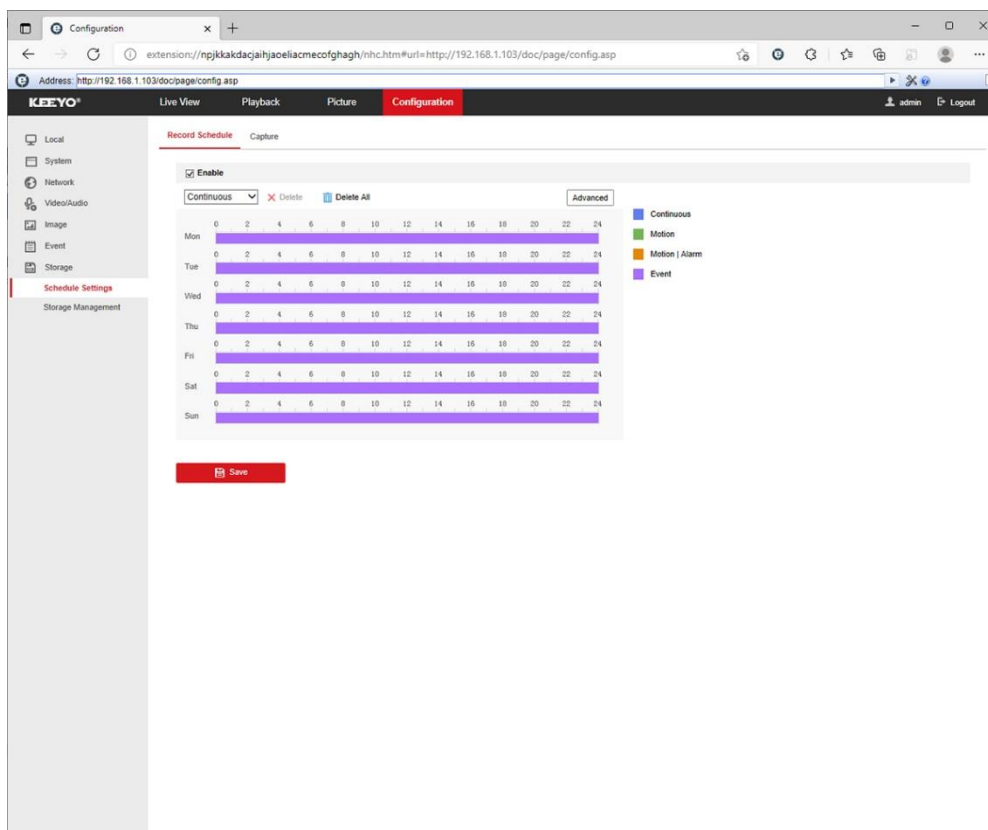 Configuration
extension://npjkkakdacjaihjaoeliacmecofghagh/nhc.htm#url=http://192.168.1.103/doc/page/config.asp
Address: http://192.168.1.103/doc/page/config.asp
KEEYO® Live View Playback Picture Configuration admin Logout
Local
System
Network
Video/Audio
Image
Event
Storage
Schedule Settings
Storage Management
Record Schedule Capture
Enable
Continuous Delete Delete All Advanced
0 2 4 6 8 10 12 14 16 18 20 22 24
Mon
0 2 4 6 8 10 12 14 16 18 20 22 24
Tue
0 2 4 6 8 10 12 14 16 18 20 22 24
Wed
0 2 4 6 8 10 12 14 16 18 20 22 24
Thu
0 2 4 6 8 10 12 14 16 18 20 22 24
Fri
0 2 4 6 8 10 12 14 16 18 20 22 24
Sat
0 2 4 6 8 10 12 14 16 18 20 22 24
Sun
Continuous
Motion
Motion | Alarm
Event
Save